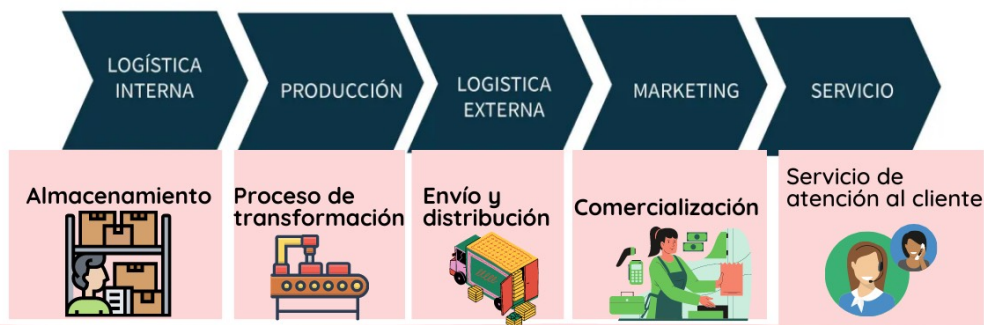 LOGÍSTICA
INTERNA
PRODUCCIÓN
LOGISTICA
EXTERNA
MARKETING
SERVICIO
Almacenamiento
Proceso de
transformación
Envío y
distribución
Comercialización
Servicio de
atención al cliente